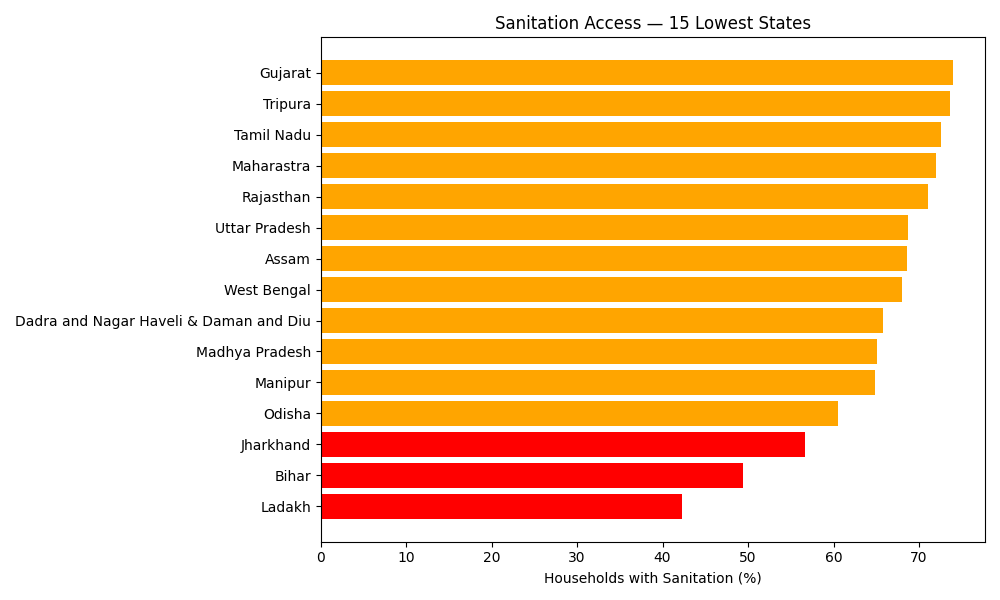 Sanitation Access — 15 Lowest States
Gujarat
Tripura
Tamil Nadu
Maharastra
Rajasthan
Uttar Pradesh
Assam
West Bengal
Dadra and Nagar Haveli & Daman and Diu
Madhya Pradesh
Manipur
Odisha
Jharkhand
Bihar
Ladakh
0 10 20 30 40 50 60 70
Households with Sanitation (%)